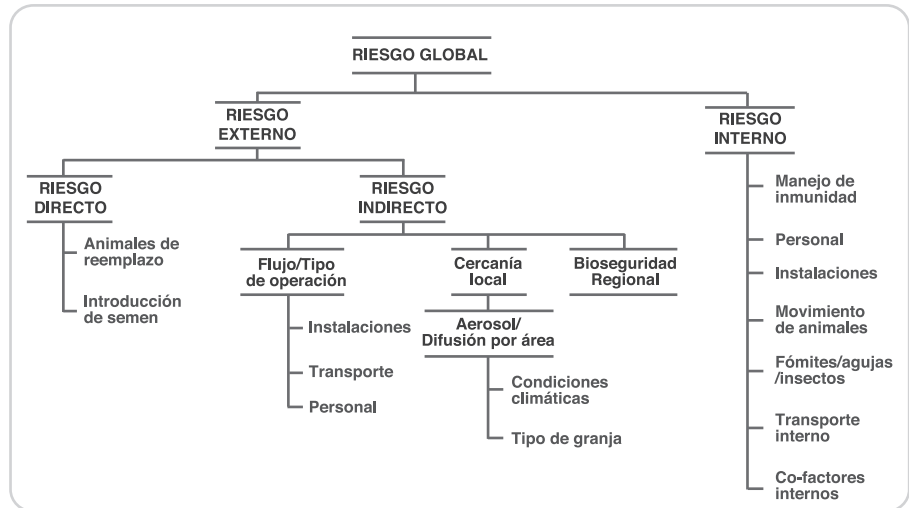 RIESGO GLOBAL
RIESGO
EXTERNO
RIESGO
INTERNO
RIESGO
DIRECTO
Animales de
reemplazo
Introducción
de semen
RIESGO
INDIRECTO
Flujo/Tipo
de operación
Instalaciones
Transporte
Personal
Cercanía
local
Aerosol/
Difusión por área
Condiciones
climáticas
Tipo de granja
Bioseguridad
Regional
Manejo de
inmunidad
Personal
Instalaciones
Movimiento
de animales
Fómites/agujas
/insectos
Transporte
interno
Co-factores
internos